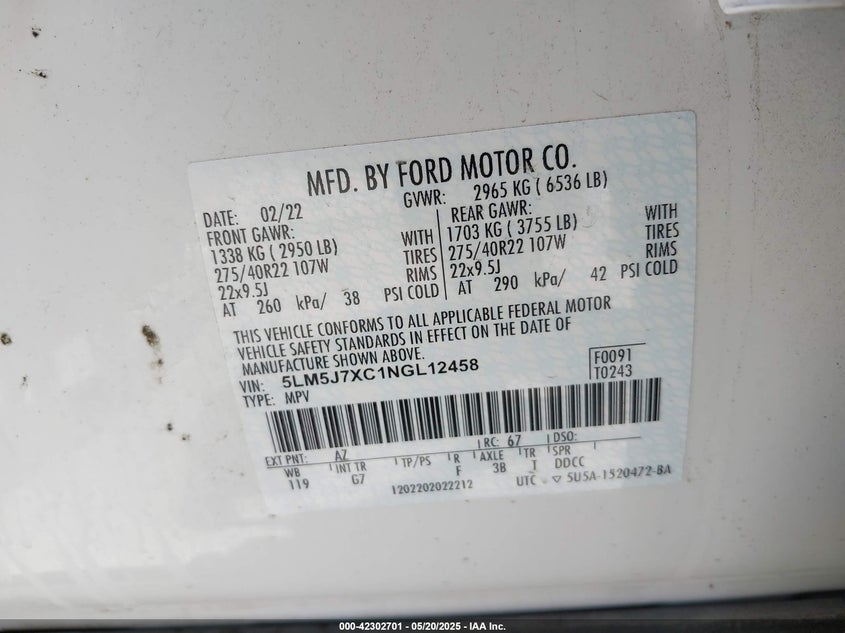 MFD. BY FORD MOTOR CO.
DATE: 02/22 GVWR: 2965 KG ( 6536 LB)
FRONT GAWR: REAR GAWR:
1338 KG ( 2950 LB) WITH 1703 KG ( 3755 LB) WITH
275/40R22 107W TIRES 275/40R22 107W TIRES
22x9.5J RIMS 22x9.5J RIMS
AT 260 kPa/ 38 PSI COLD AT 290 kPa/ 42 PSI COLD
THIS VEHICLE CONFORMS TO ALL APPLICABLE FEDERAL MOTOR
VEHICLE SAFETY STANDARDS IN EFFECT ON THE DATE OF
MANUFACTURE SHOWN ABOVE.
VIN: 5LM5J7XC1NGL12458 F0091
TYPE: MPV T0243
EXT PNT: AZ RC: 67 DSO:
WB INT TR TP/PS R AXLE TR SPR
119 G7 F 3B T DDCC
1202202022212 UTC ▽ 5U5A-1520472-BA
000-42302701 - 05/20/2025 - IAA Inc.